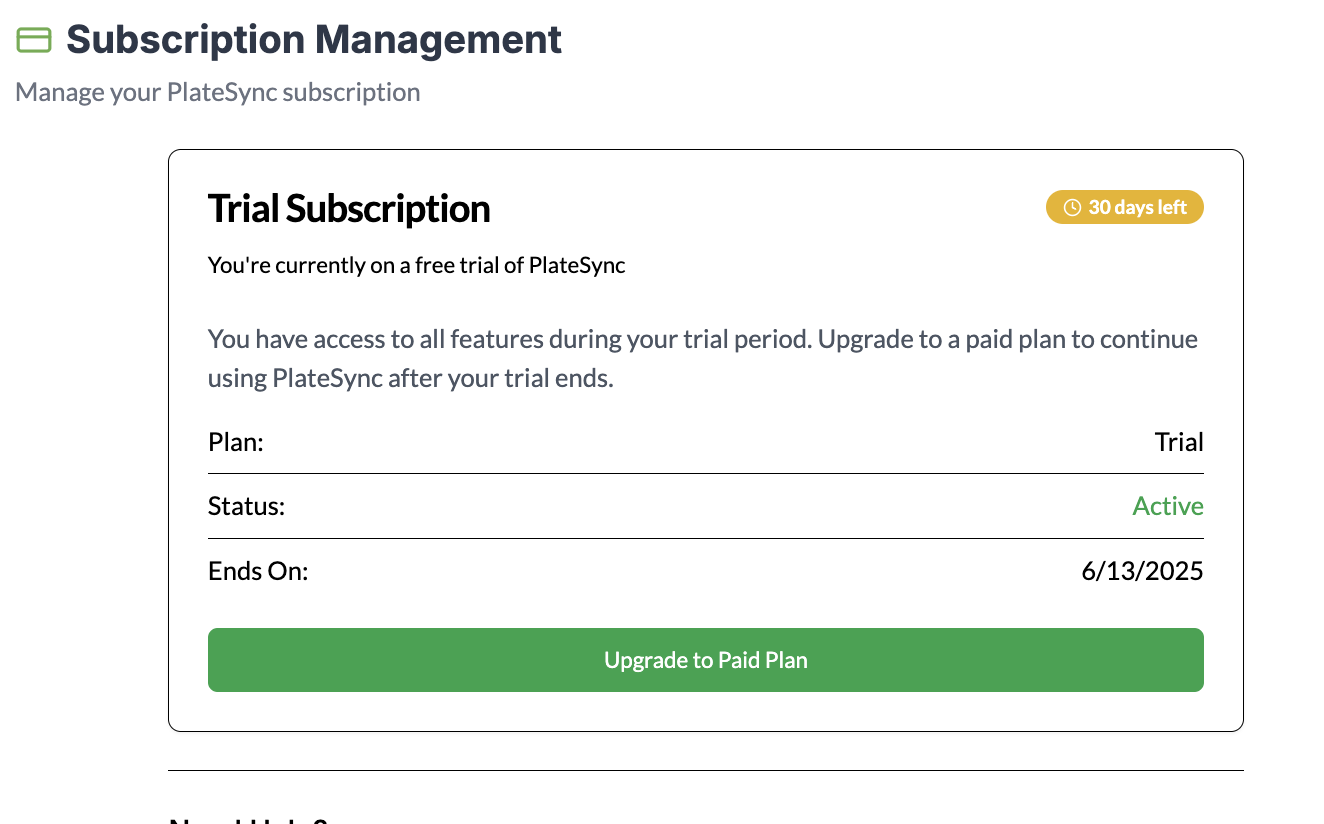 Subscription Management
Manage your PlateSync subscription
Trial Subscription
30 days left
You're currently on a free trial of PlateSync
You have access to all features during your trial period. Upgrade to a paid plan to continue
using PlateSync after your trial ends.
Plan:
Trial
Status:
Active
Ends On:
6/13/2025
Upgrade to Paid Plan